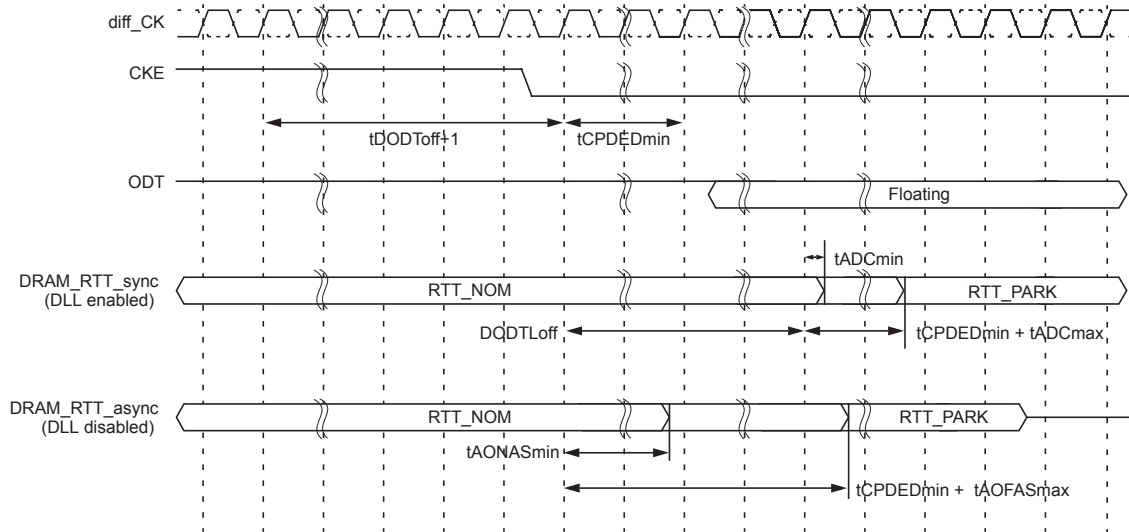 diff_CK
CKE
tDODToff+1
tCPDEDmin
ODT
Floating
tADCmin
DRAM_RTT_sync
(DLL enabled)
RTT_NOM
RTT_PARK
DODTLoff
tCPDEDmin + tADCmax
DRAM_RTT_async
(DLL disabled)
RTT_NOM
RTT_PARK
tAONASmin
tCPDEDmin + tAOFASmax